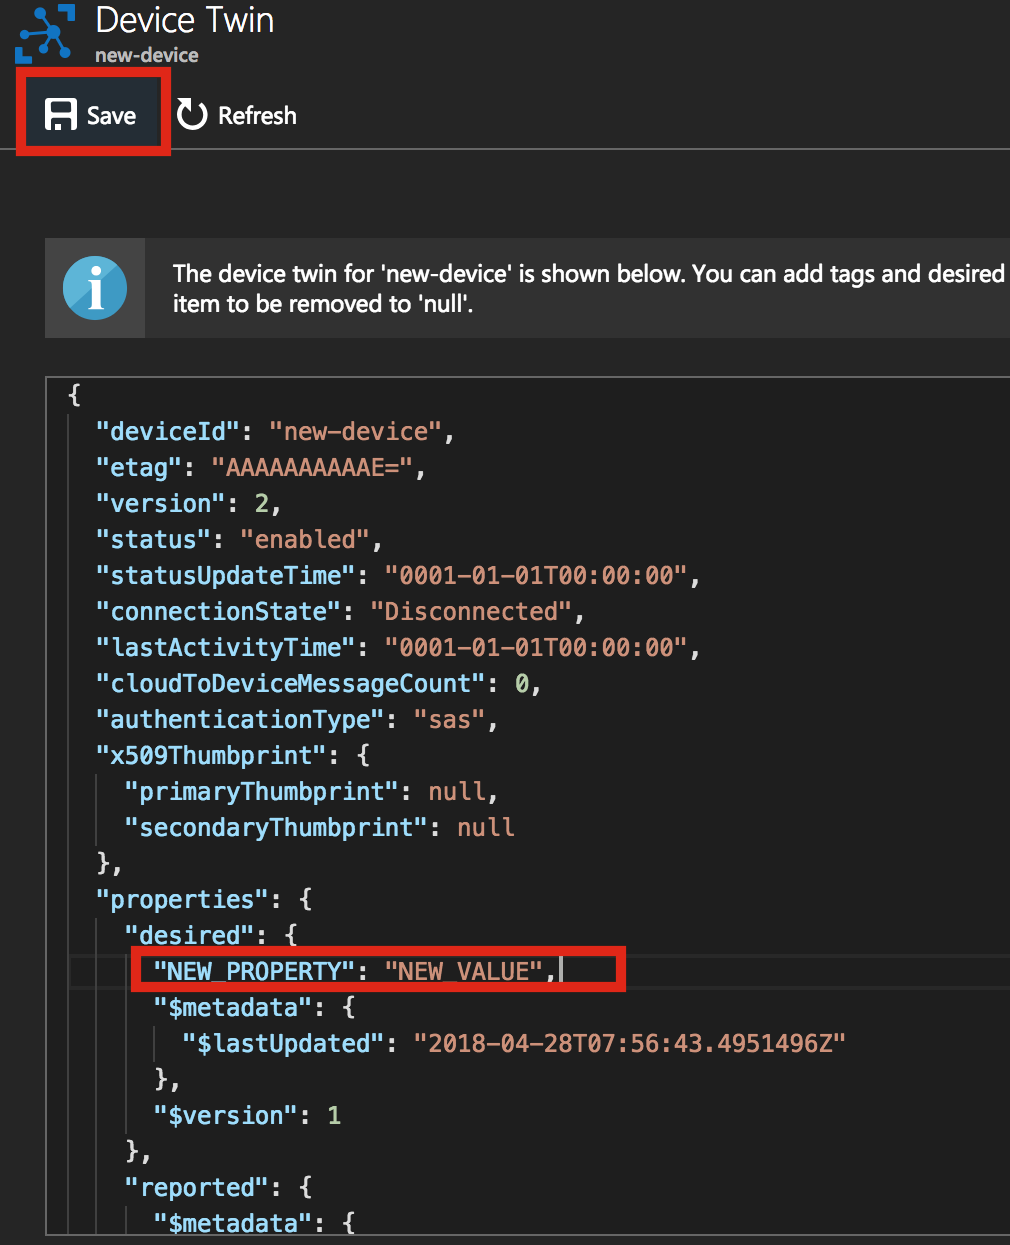 Device Twin
new-device
Save Refresh
The device twin for 'new-device' is shown below. You can add tags and desired
item to be removed to 'null'.
{
"deviceId": "new-device",
"etag": "AAAAAAAAAAE=",
"version": 2,
"status": "enabled",
"statusUpdateTime": "0001-01-01T00:00:00",
"connectionState": "Disconnected",
"lastActivityTime": "0001-01-01T00:00:00",
"cloudToDeviceMessageCount": 0,
"authenticationType": "sas",
"x509Thumbprint": {
"primaryThumbprint": null,
"secondaryThumbprint": null
},
"properties": {
"desired": {
"NEW_PROPERTY": "NEW_VALUE",
"$metadata": {
"$lastUpdated": "2018-04-28T07:56:43.4951496Z"
},
"$version": 1
},
"reported": {
"$metadata": {